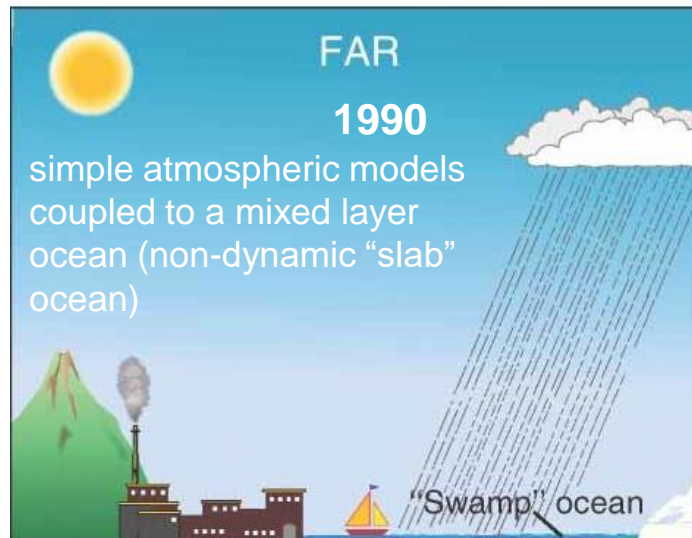 FAR
1990
simple atmospheric models
coupled to a mixed layer
ocean (non-dynamic “slab”
ocean)
“Swamp” ocean